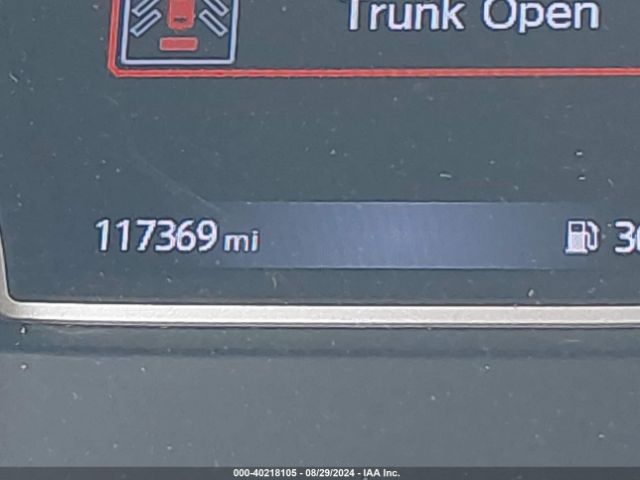 Trunk Open
117369 mi
000-40218105 - 08/29/2024 - IAA Inc.